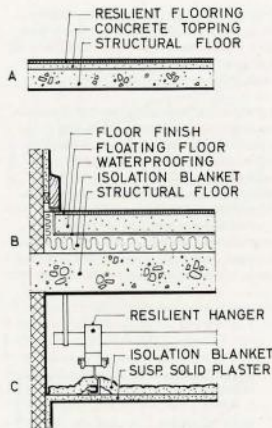 RESILIENT FLOORING
CONCRETE TOPPING
STRUCTURAL FLOOR
A
FLOOR FINISH
FLOATING FLOOR
WATERPROOFING
ISOLATION BLANKET
STRUCTURAL FLOOR
B
RESILIENT HANGER
ISOLATION BLANKET
SUSP. SOLID PLASTER
C